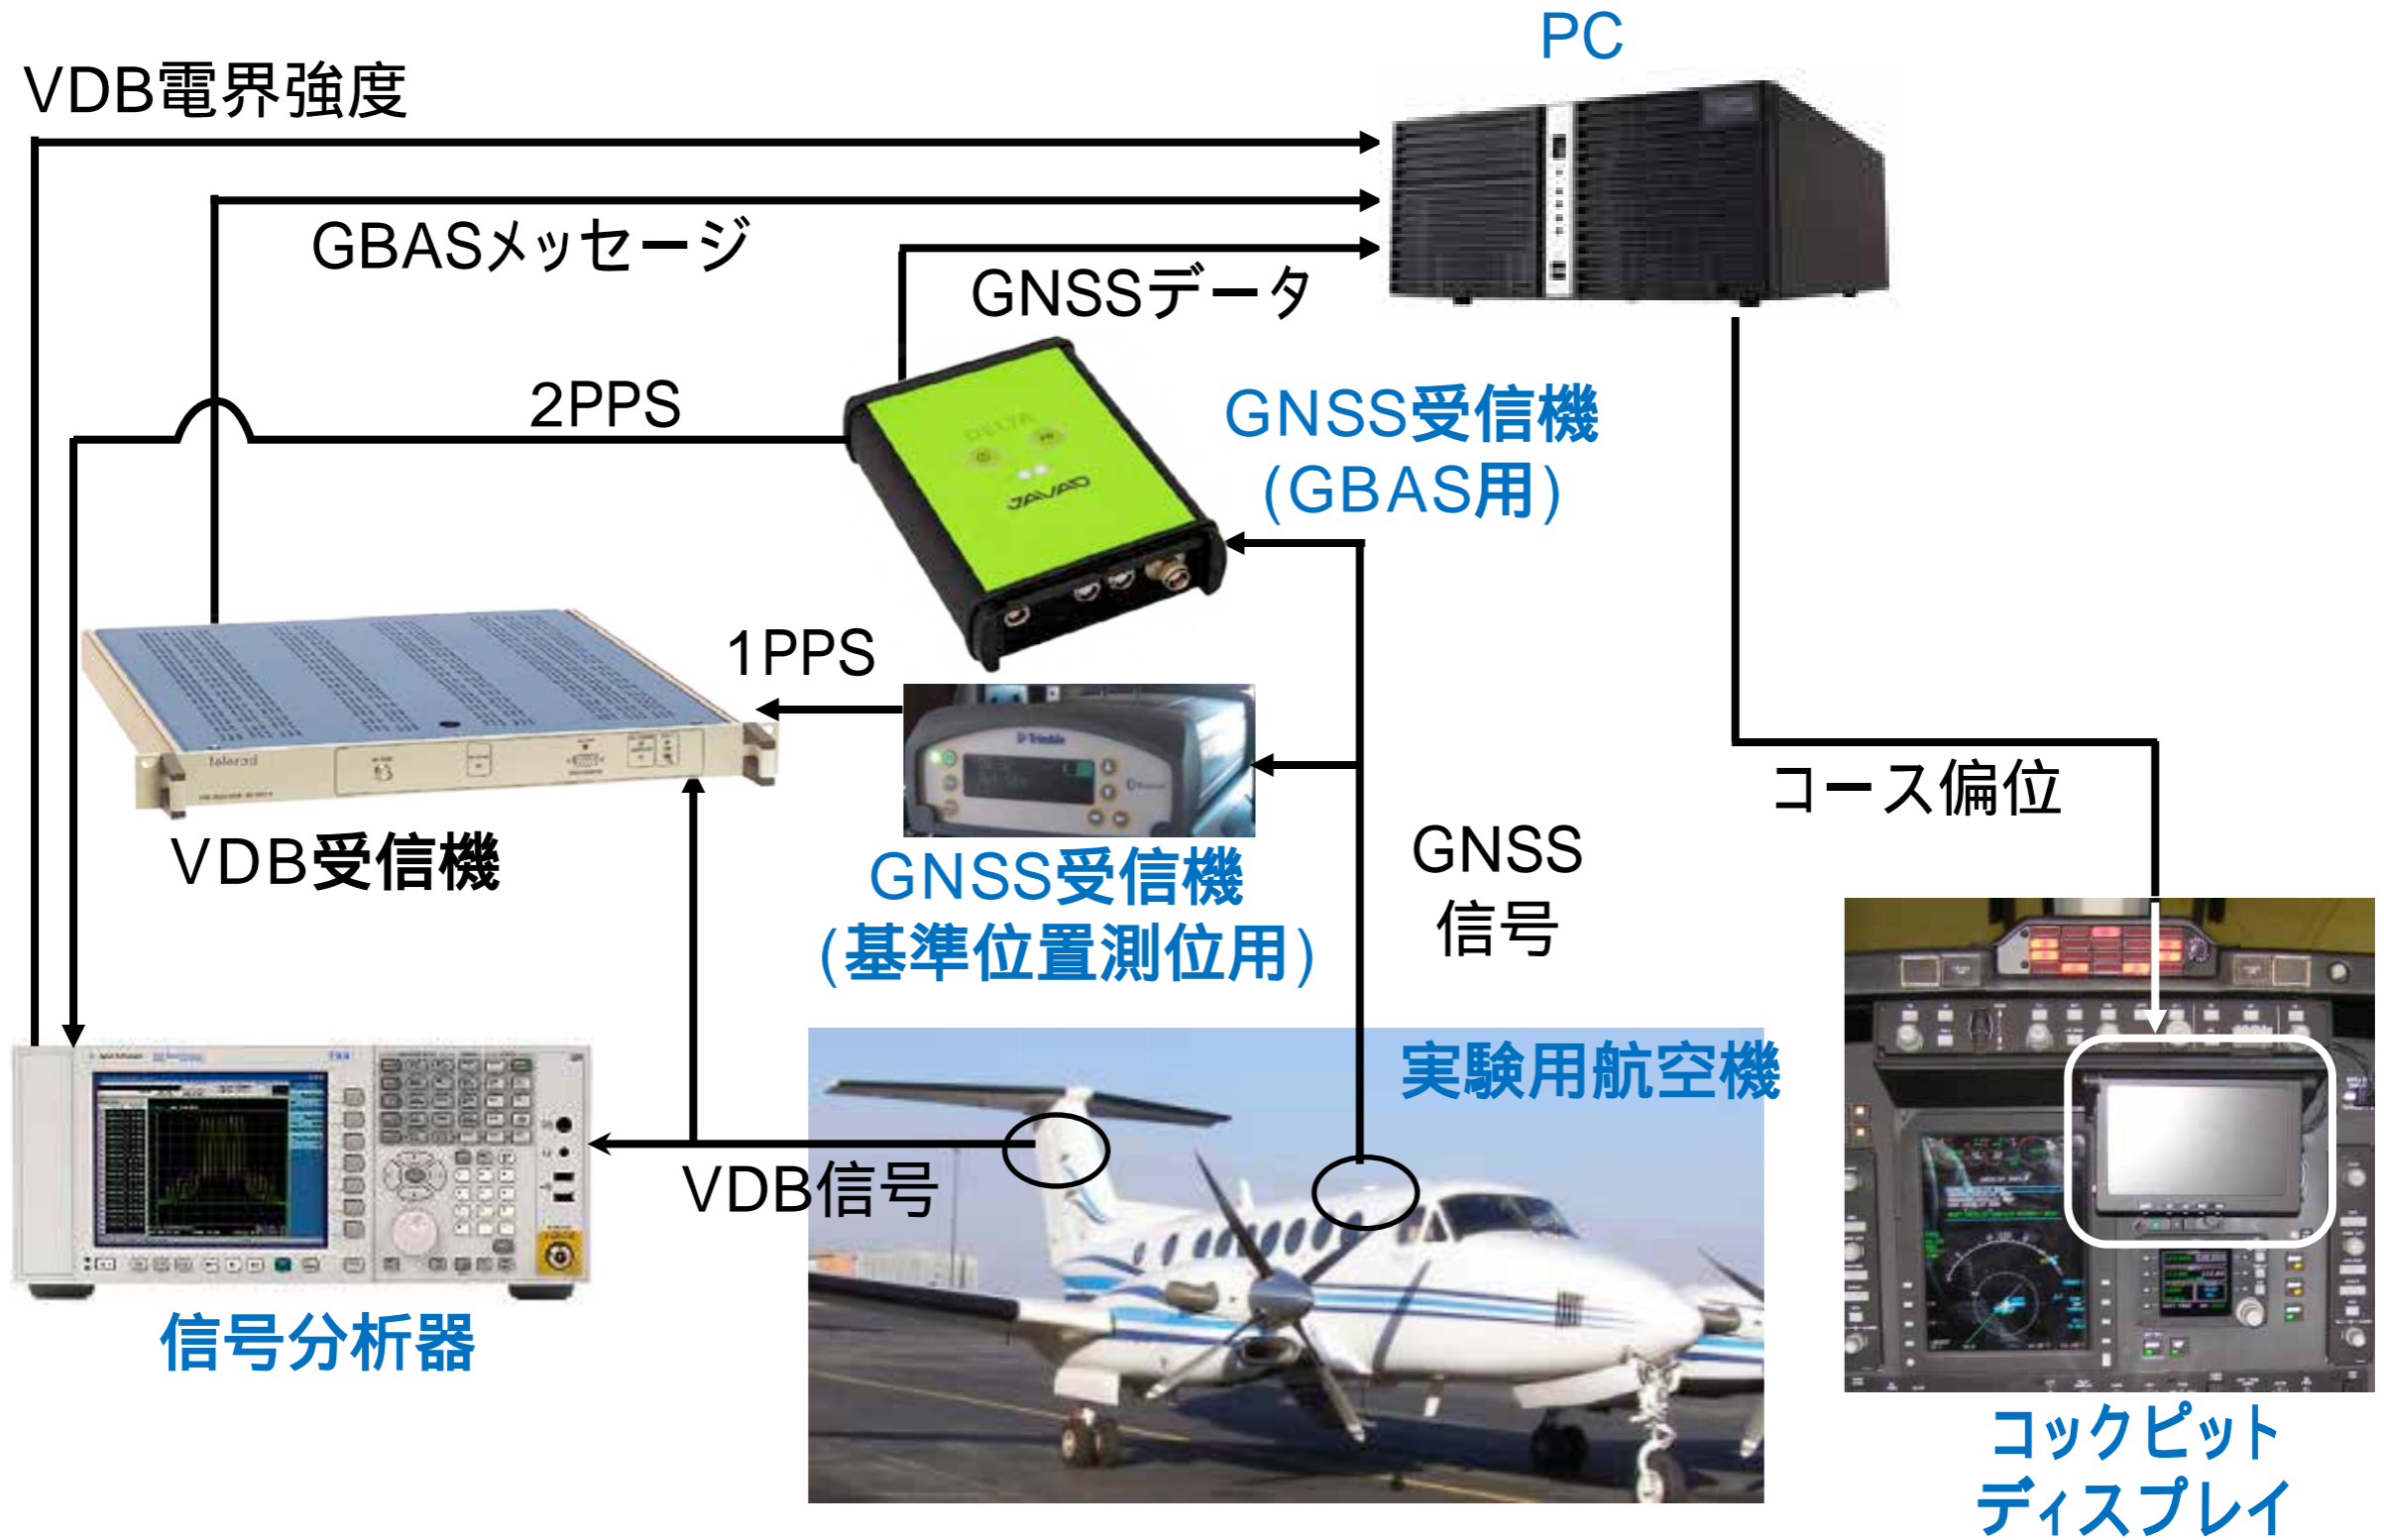 PC
VDB電界強度
GBASメッセージ
GNSSデータ
2PPS
GNSS受信機
(GBAS用)
DELTA
JAVAD
1PPS
Trimble
telerad
コース偏位
VDB受信機
GNSS受信機
(基準位置測位用)
GNSS
信号
実験用航空機
VDB信号
信号分析器
コックピット
ディスプレイ